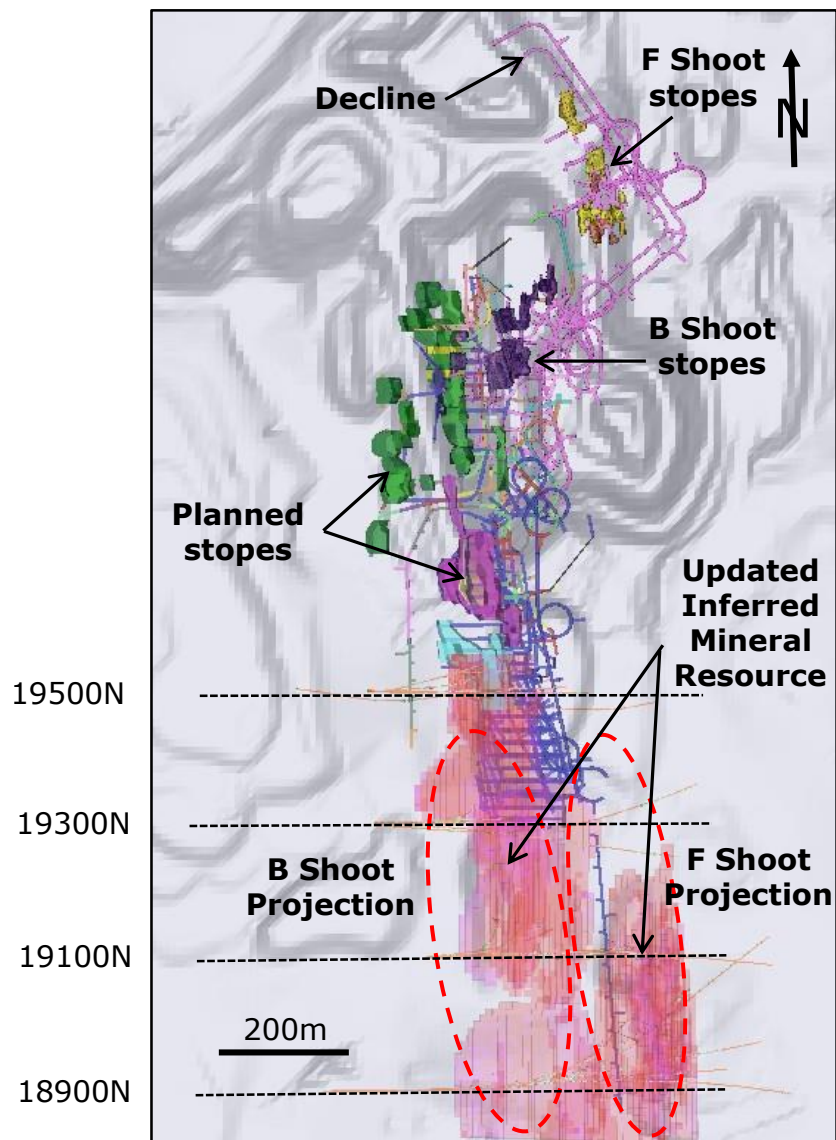 F Shoot
stopes
Decline
N
B Shoot
stopes
Planned
stopes
Updated
Inferred
Mineral
Resource
19500N
19300N
B Shoot
Projection
F Shoot
Projection
19100N
200m
18900N